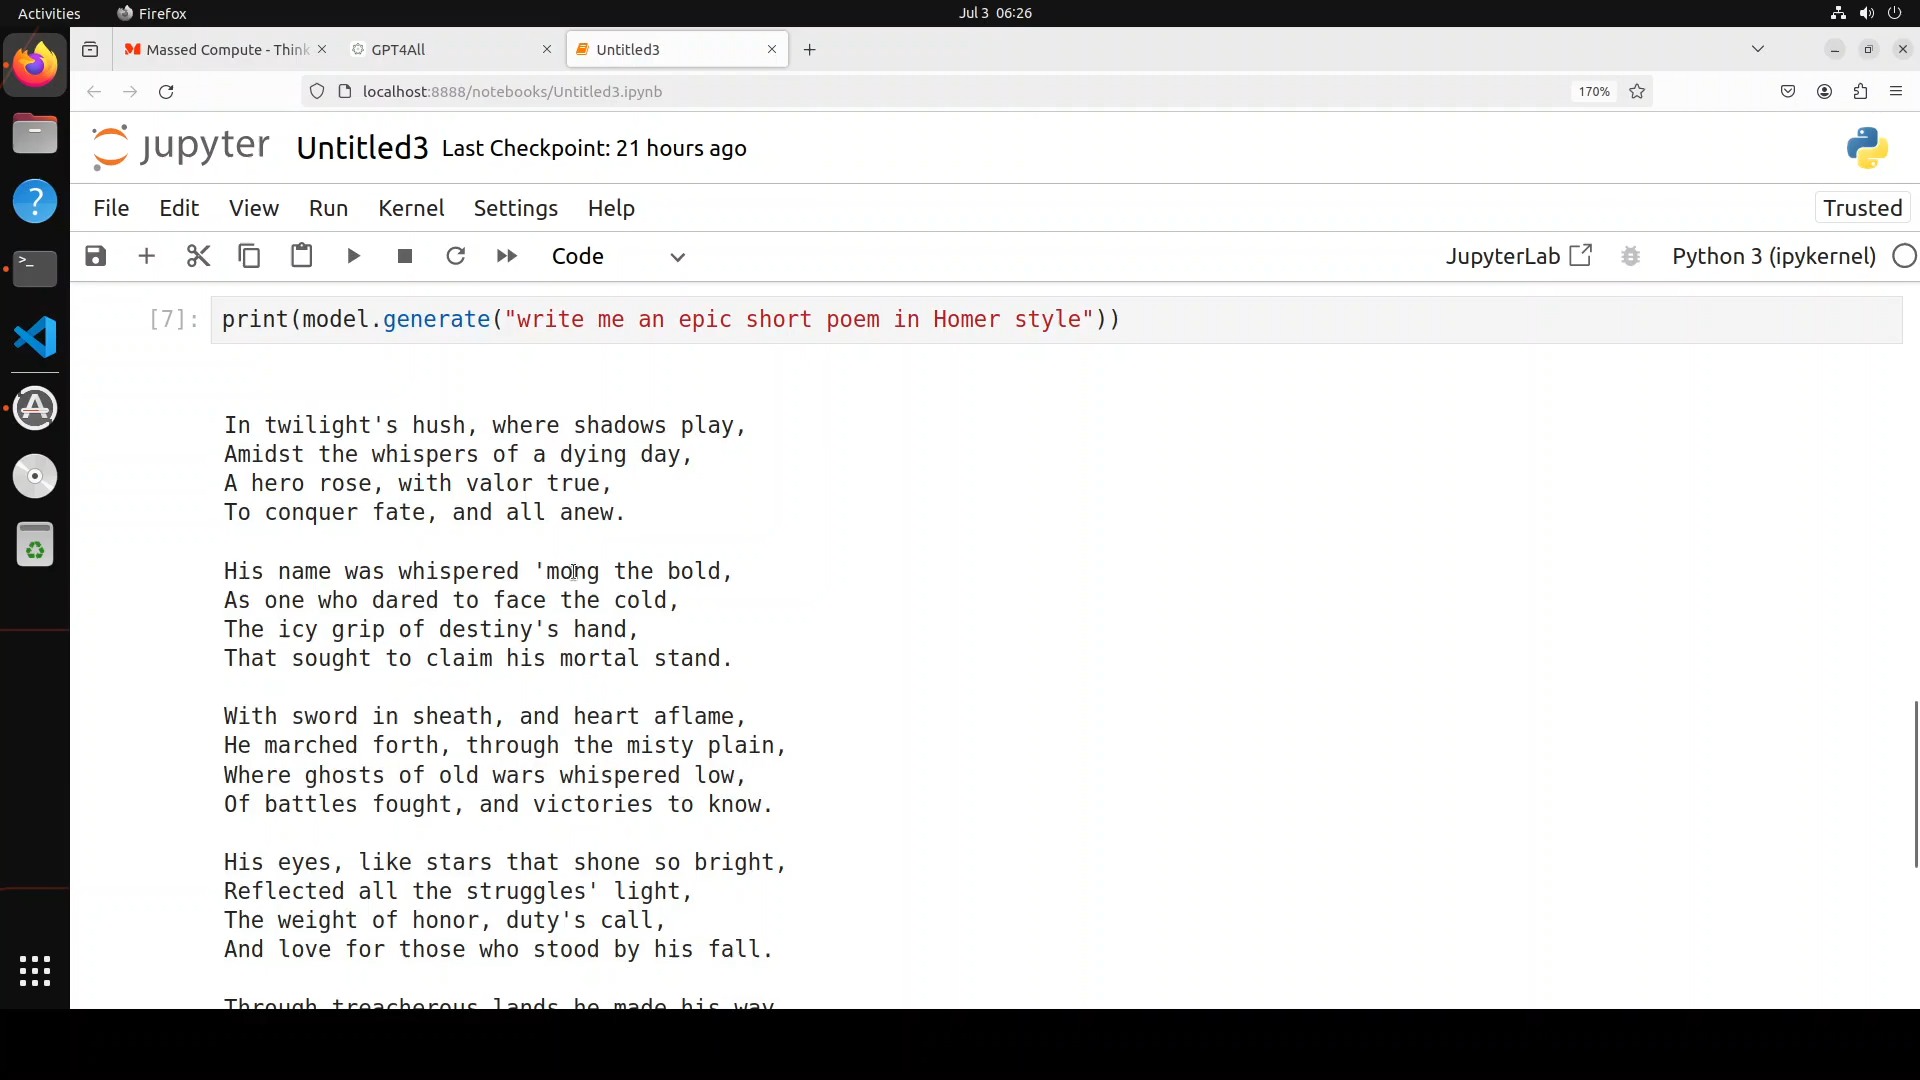 Activities Firefox Jul 3 06:26
Massed Compute - Think GPT4All Untitled3
localhost:8888/notebooks/Untitled3.ipynb 170%
jupyter Untitled3 Last Checkpoint: 21 hours ago
File Edit View Run Kernel Settings Help Trusted
Code JupyterLab Python 3 (ipykernel)
[7]: print(model.generate("write me an epic short poem in Homer style"))
In twilight's hush, where shadows play,
Amidst the whispers of a dying day,
A hero rose, with valor true,
To conquer fate, and all anew.
His name was whispered 'mong the bold,
As one who dared to face the cold,
The icy grip of destiny's hand,
That sought to claim his mortal stand.
With sword in sheath, and heart aflame,
He marched forth, through the misty plain,
Where ghosts of old wars whispered low,
Of battles fought, and victories to know.
His eyes, like stars that shone so bright,
Reflected all the struggles' light,
The weight of honor, duty's call,
And love for those who stood by his fall.
Through treacherous lands he made his way